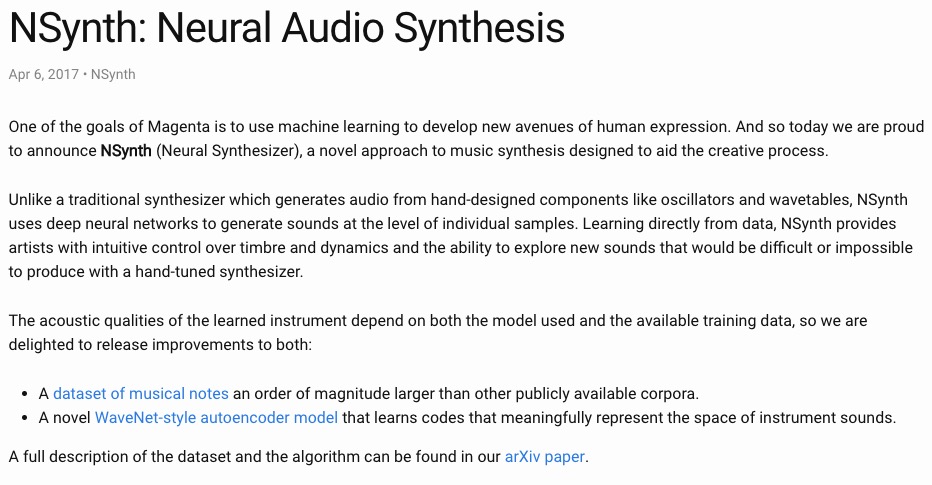 NSynth: Neural Audio Synthesis
Apr 6, 2017 • NSynth
One of the goals of Magenta is to use machine learning to develop new avenues of human expression. And so today we are proud
to announce NSynth (Neural Synthesizer), a novel approach to music synthesis designed to aid the creative process.
Unlike a traditional synthesizer which generates audio from hand-designed components like oscillators and wavetables, NSynth
uses deep neural networks to generate sounds at the level of individual samples. Learning directly from data, NSynth provides
artists with intuitive control over timbre and dynamics and the ability to explore new sounds that would be difficult or impossible
to produce with a hand-tuned synthesizer.
The acoustic qualities of the learned instrument depend on both the model used and the available training data, so we are
delighted to release improvements to both:
• A dataset of musical notes an order of magnitude larger than other publicly available corpora.
• A novel WaveNet-style autoencoder model that learns codes that meaningfully represent the space of instrument sounds.
A full description of the dataset and the algorithm can be found in our arXiv paper.